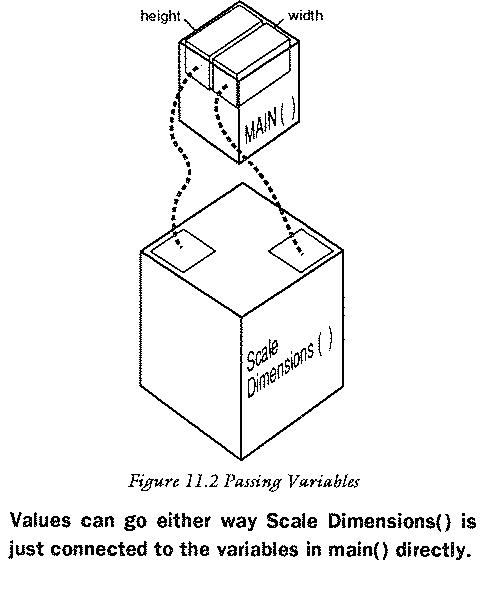 height
width
MAIN ( )
Scale
Dimensions ( )
Figure 11.2 Passing Variables
Values can go either way Scale Dimensions() is
just connected to the variables in main() directly.